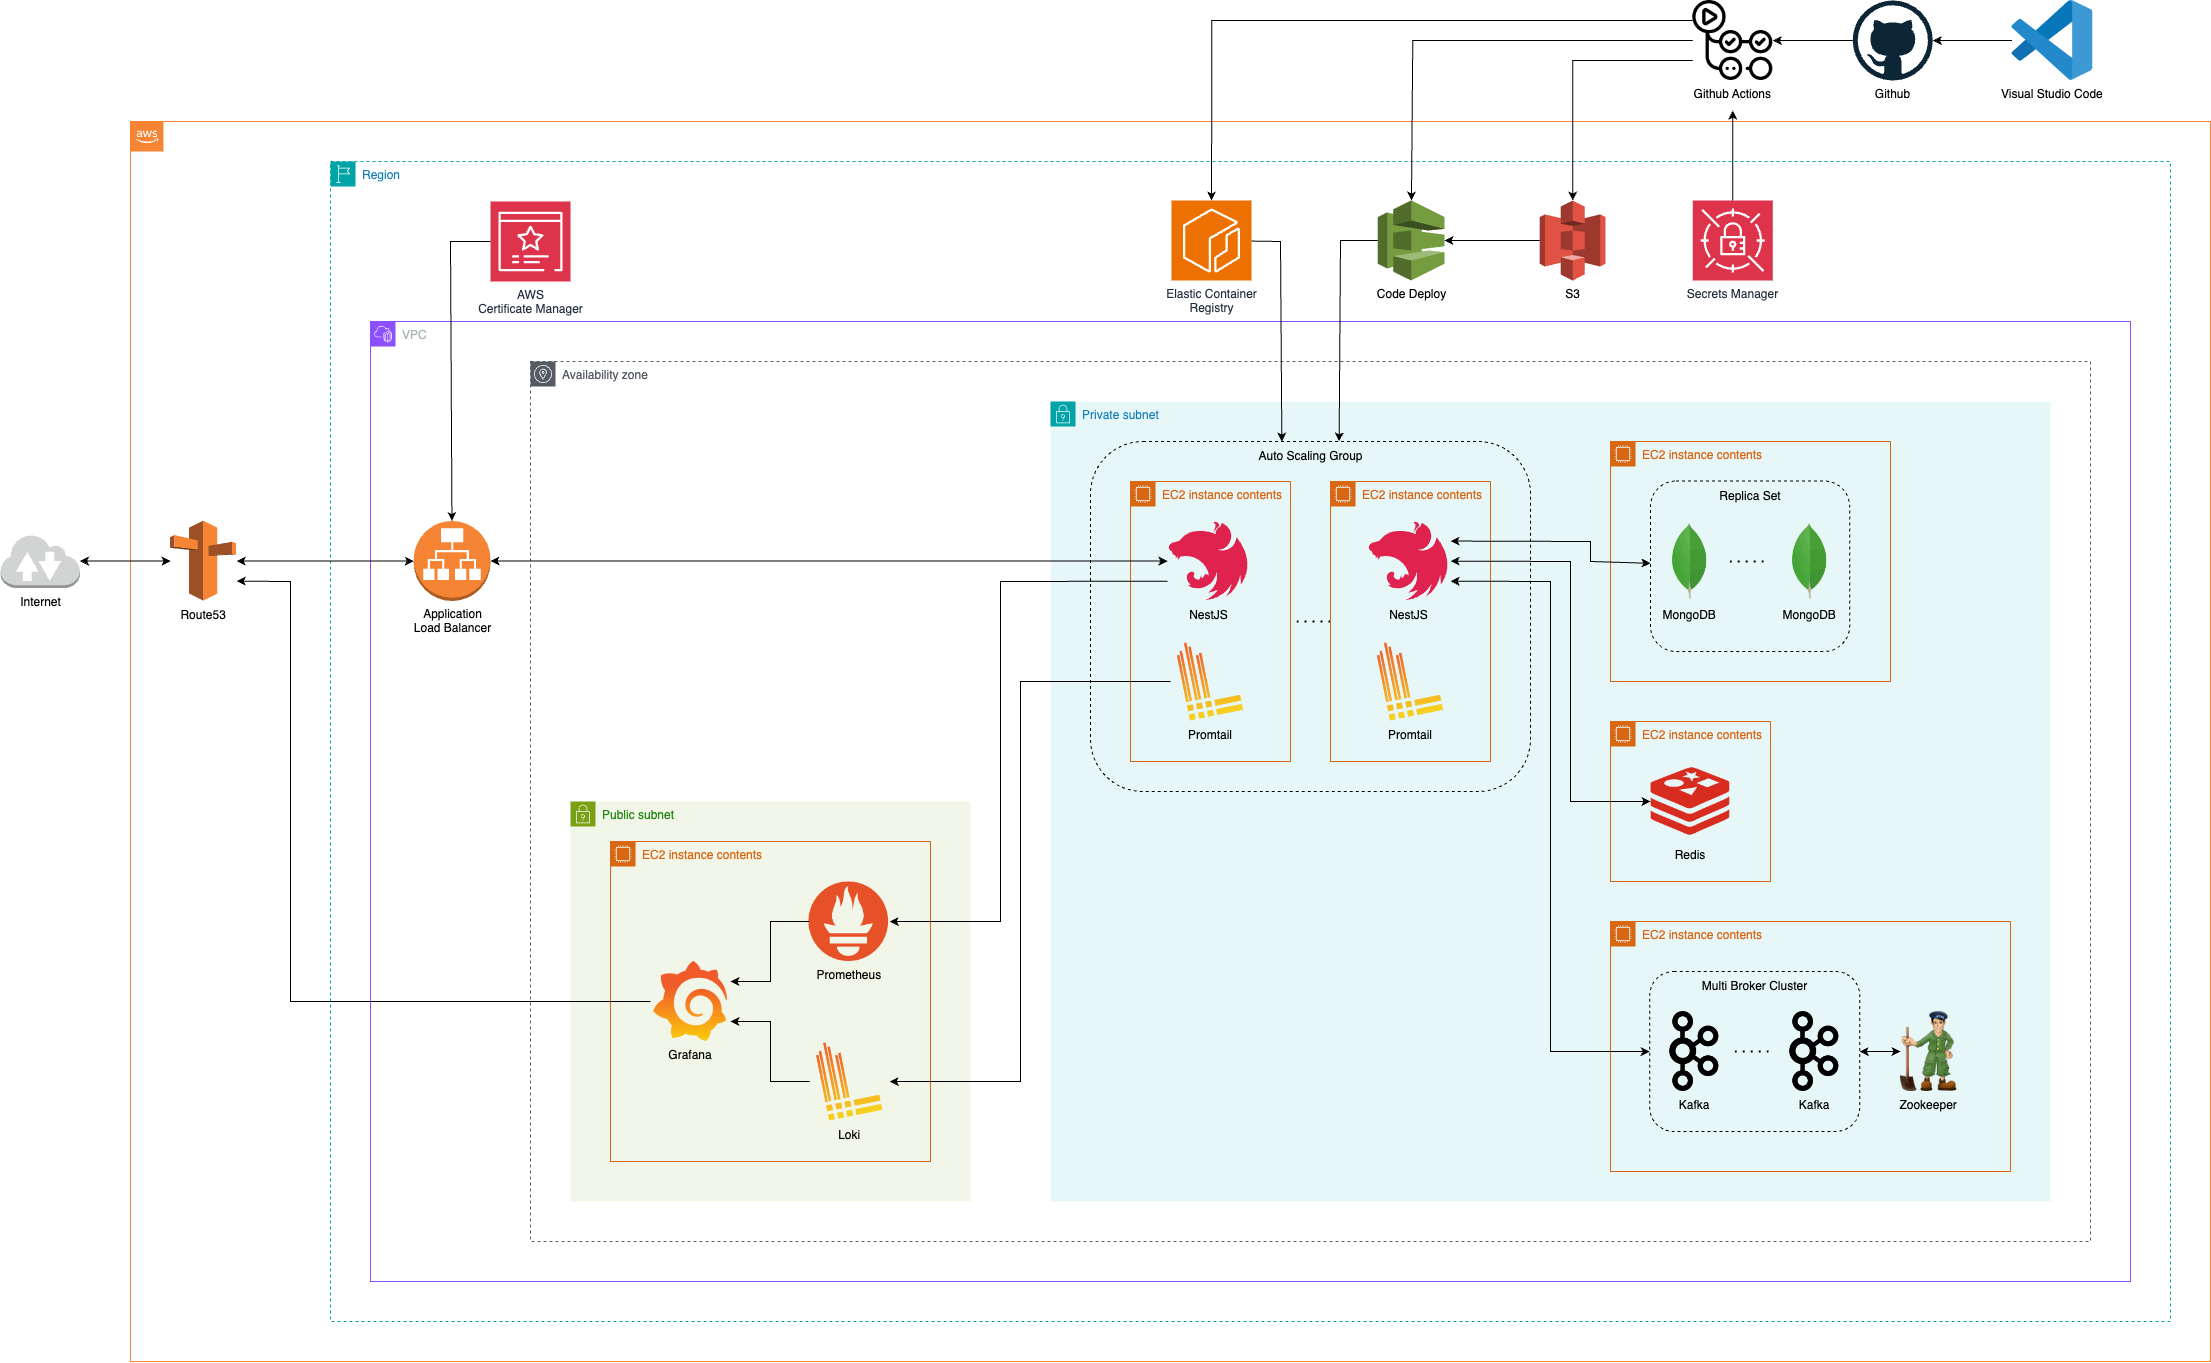 Github Actions
Github
Visual Studio Code
aws
Region
AWS
Certificate Manager
Elastic Container
Registry
Code Deploy
S3
Secrets Manager
VPC
Availability zone
Private subnet
Auto Scaling Group
EC2 instance contents
EC2 instance contents
EC2 instance contents
Replica Set
Internet
Route53
Application
Load Balancer
NestJS
NestJS
MongoDB
MongoDB
Promtail
Promtail
EC2 instance contents
Redis
Public subnet
EC2 instance contents
Prometheus
Grafana
Loki
EC2 instance contents
Multi Broker Cluster
Kafka
Kafka
Zookeeper